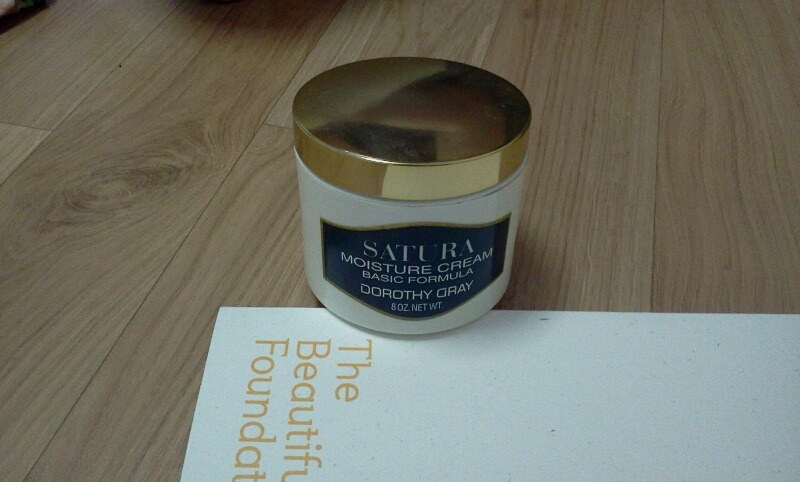 SATURA
MOISTURE CREAM
BASIC FORMULA
DOROTHY GRAY
8 OZ. NET WT.
The
Beautifu
Foundat